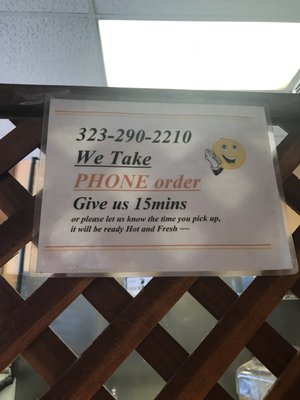 323-290-2210
We Take
PHONE order
Give us 15mins
or please let us know the time you pick up,
it will be ready Hot and Fresh ~~